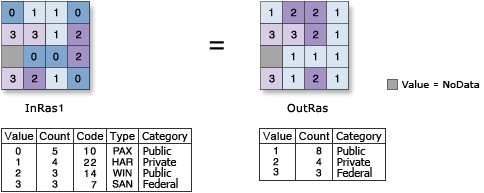 0 1 1 0
3 3 1 2
0 0 2
3 2 1 0
InRas1
=
1 2 2 1
3 3 2 1
1 1 1
3 1 2 1
OutRas
Value = NoData
Value Count Code Type Category
0 5 10 PAX Public
1 4 22 HAR Private
2 3 14 WIN Public
3 3 7 SAN Federal
Value Count Category
1 8 Public
2 4 Private
3 3 Federal